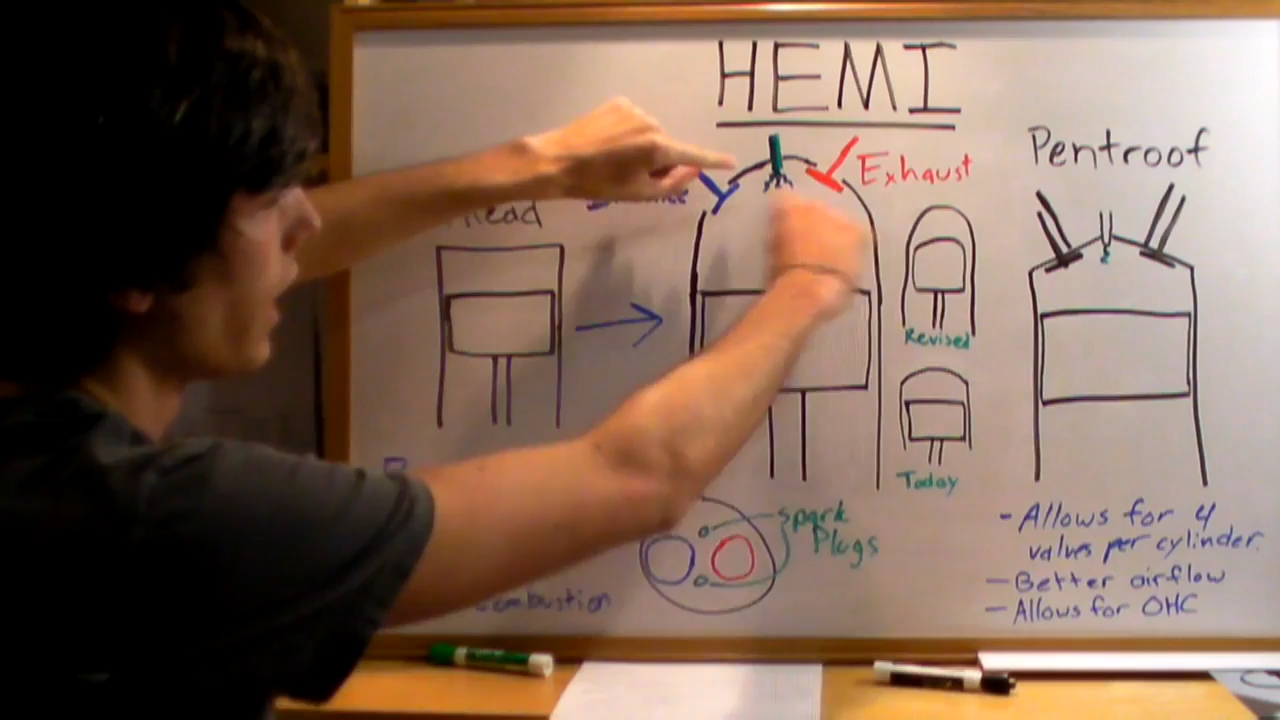 HEMI
Pentroof
Exhaust
Head
Revised
Today
Spark
Plugs
Combustion
- Allows for 4
valves per cylinder.
- Better airflow
- Allows for OHC